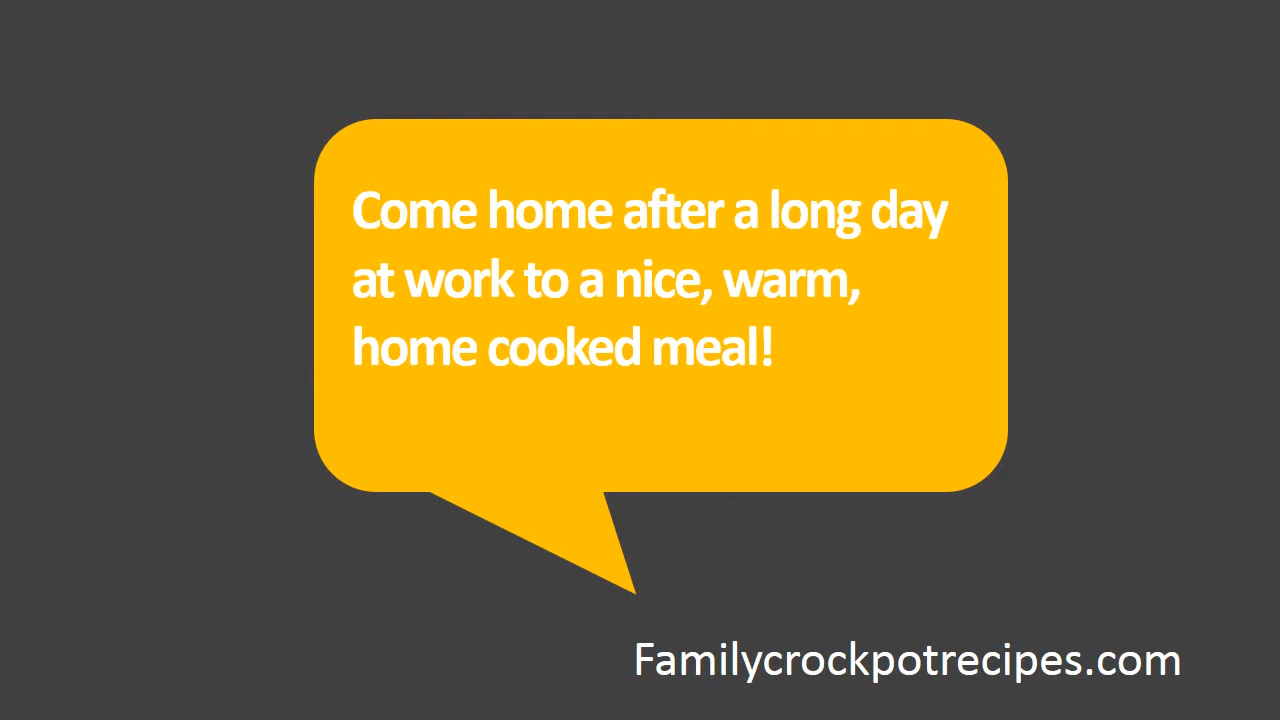 Come home after a long day
at work to a nice, warm,
home cooked meal!
Familycrockpotrecipes.com